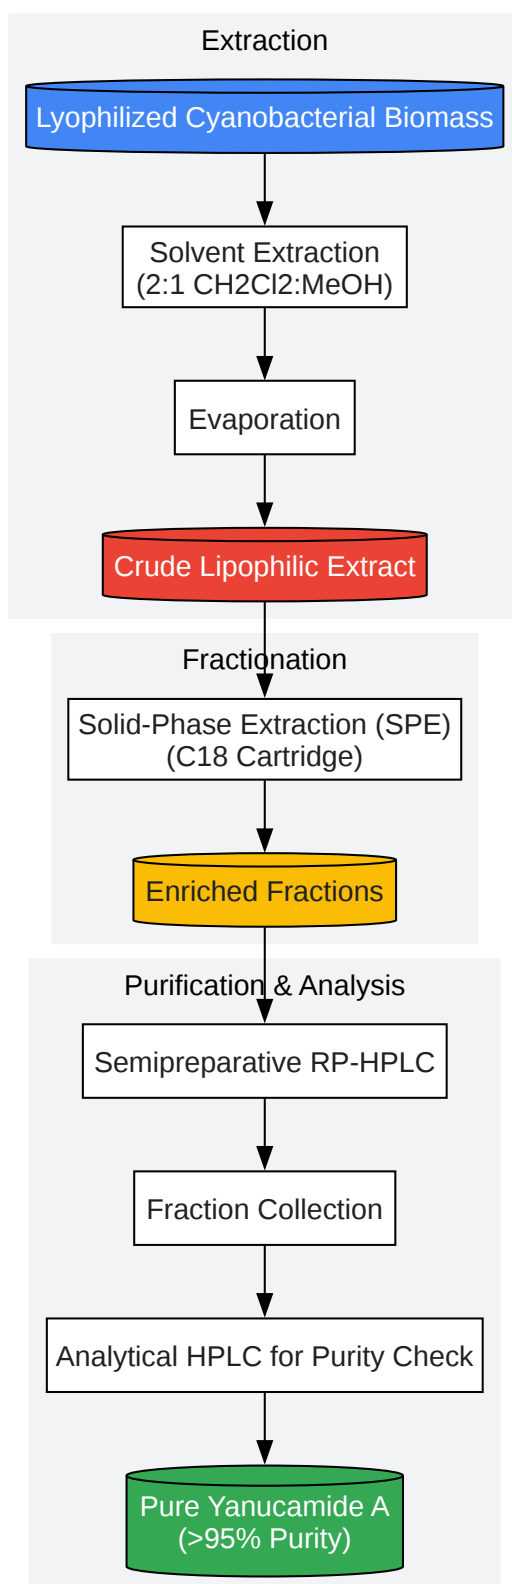 Extraction
Lyophilized Cyanobacterial Biomass
Solvent Extraction
(2:1 CH2Cl2:MeOH)
Evaporation
Crude Lipophilic Extract
Fractionation
Solid-Phase Extraction (SPE)
(C18 Cartridge)
Enriched Fractions
Purification & Analysis
Semipreparative RP-HPLC
Fraction Collection
Analytical HPLC for Purity Check
Pure Yanucamide A
(>95% Purity)